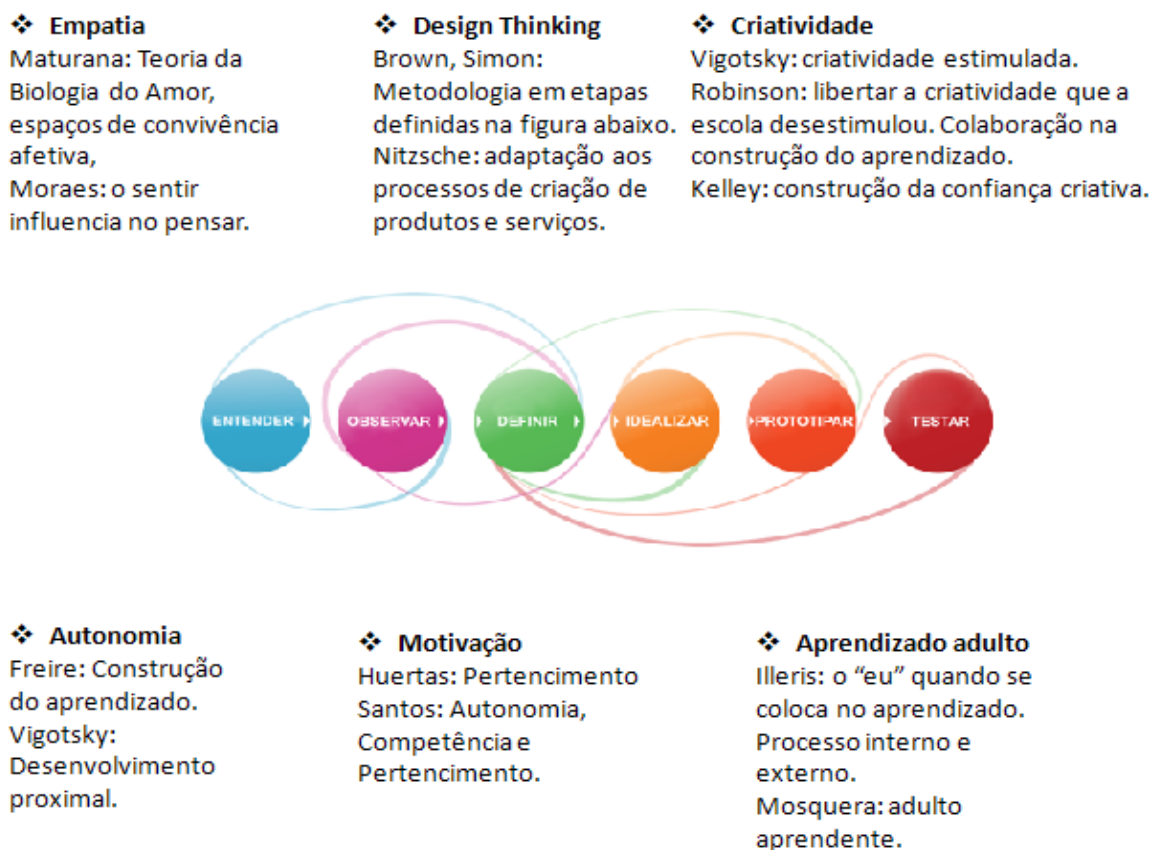 ❖ Empatia
Maturana: Teoria da
Biologia do Amor,
espaços de convivência
afetiva,
Moraes: o sentir
influencia no pensar.
❖ Design Thinking
Brown, Simon:
Metodologia em etapas
definidas na figura abaixo.
Nitzsche: adaptação aos
processos de criação de
produtos e serviços.
❖ Criatividade
Vigotsky: criatividade estimulada.
Robinson: libertar a criatividade que a
escola desestimulou. Colaboração na
construção do aprendizado.
Kelley: construção da confiança criativa.
ENTENDER
OBSERVAR
DEFINIR
IDEALIZAR
PROTOTIPAR
TESTAR
❖ Autonomia
Freire: Construção
do aprendizado.
Vigotsky:
Desenvolvimento
proximal.
❖ Motivação
Huertas: Pertencimento
Santos: Autonomia,
Competência e
Pertencimento.
❖ Aprendizado adulto
Illeris: o “eu” quando se
coloca no aprendizado.
Processo interno e
externo.
Mosquera: adulto
aprendente.